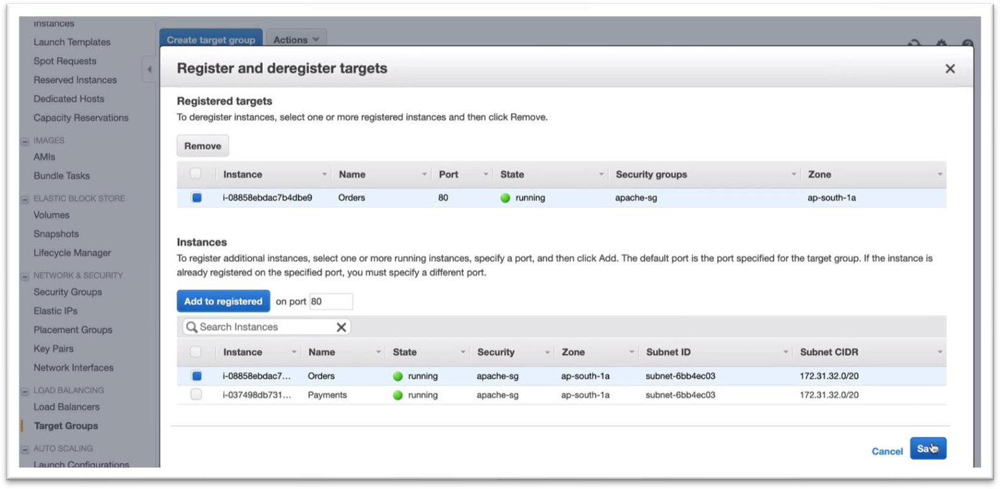 Instances
Launch Templates
Spot Requests
Reserved Instances
Dedicated Hosts
Capacity Reservations
IMAGES
AMIs
Bundle Tasks
ELASTIC BLOCK STORE
Volumes
Snapshots
Lifecycle Manager
NETWORK & SECURITY
Security Groups
Elastic IPs
Placement Groups
Key Pairs
Network Interfaces
LOAD BALANCING
Load Balancers
Target Groups
AUTO SCALING
Launch Configurations
Create target group Actions
Register and deregister targets
Registered targets
To deregister instances, select one or more registered instances and then click Remove.
Remove
Instance Name Port State Security groups Zone
i-08858ebdac7b4dbe9 Orders 80 running apache-sg ap-south-1a
Instances
To register additional instances, select one or more running instances, specify a port, and then click Add. The default port is the port specified for the target group. If the instance is
already registered on the specified port, you must specify a different port.
Add to registered on port 80
Search Instances
Instance Name State Security Zone Subnet ID Subnet CIDR
i-08858ebdac7... Orders running apache-sg ap-south-1a subnet-6bb4ec03 172.31.32.0/20
i-037498db731... Payments running apache-sg ap-south-1a subnet-6bb4ec03 172.31.32.0/20
Cancel Save